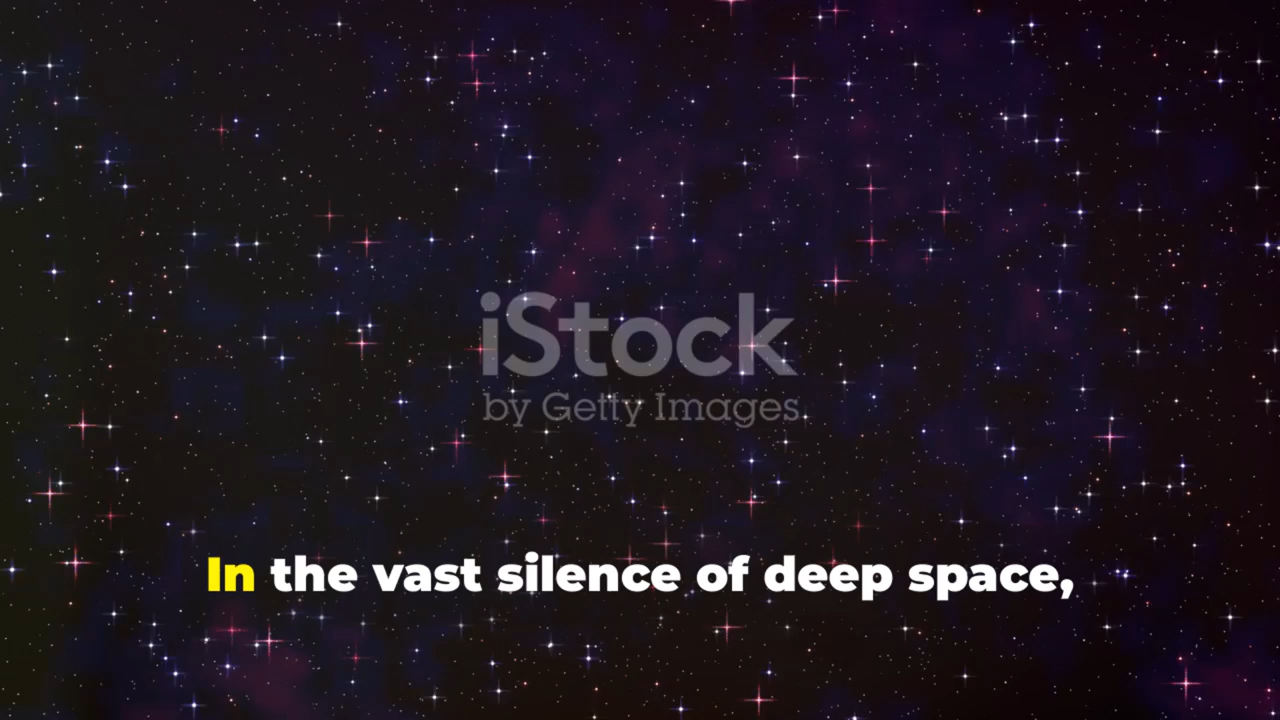 iStock
by Getty Images
In the vast silence of deep space,